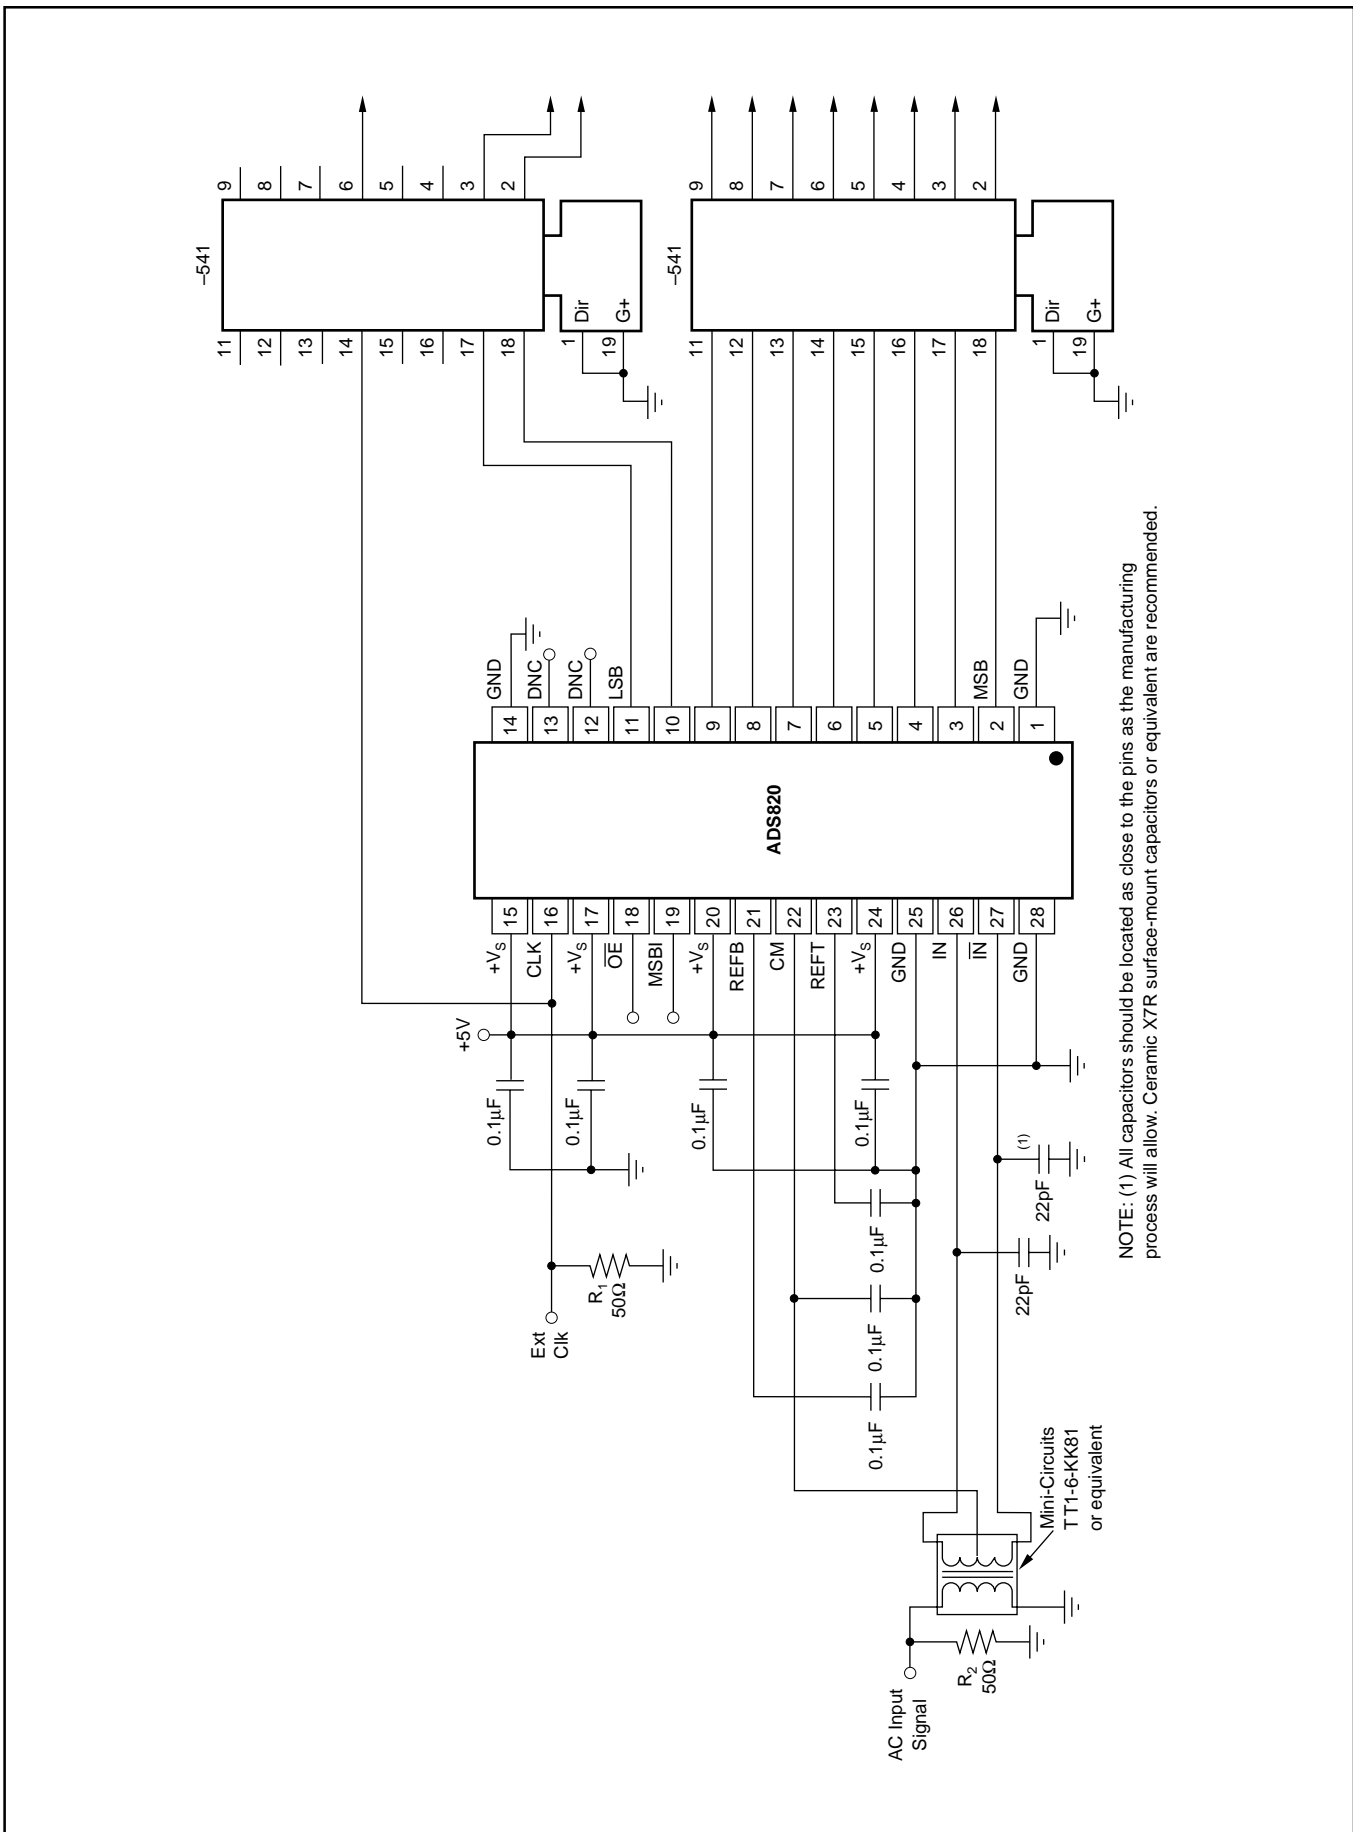 –541
11
12
13
14
15
16
17
18
9
8
7
6
5
4
3
2
1
Dir
19
G+
–541
11
12
13
14
15
16
17
18
9
8
7
6
5
4
3
2
1
Dir
19
G+
GND
DNC
DNC
LSB
MSB
GND
14
13
12
11
10
9
8
7
6
5
4
3
2
1
ADS820
15
16
17
18
19
20
21
22
23
24
25
26
27
28
+VS
CLK
+VS
OE
MSBI
+VS
REFB
CM
REFT
+VS
GND
IN
IN
GND
+5V
0.1µF
0.1µF
0.1µF
0.1µF
0.1µF
0.1µF
0.1µF
R1
50Ω
Ext
Clk
(1)
22pF
22pF
Mini-Circuits
TT1-6-KK81
or equivalent
R2
50Ω
AC Input
Signal
NOTE: (1) All capacitors should be located as close to the pins as the manufacturing
process will allow. Ceramic X7R surface-mount capacitors or equivalent are recommended.